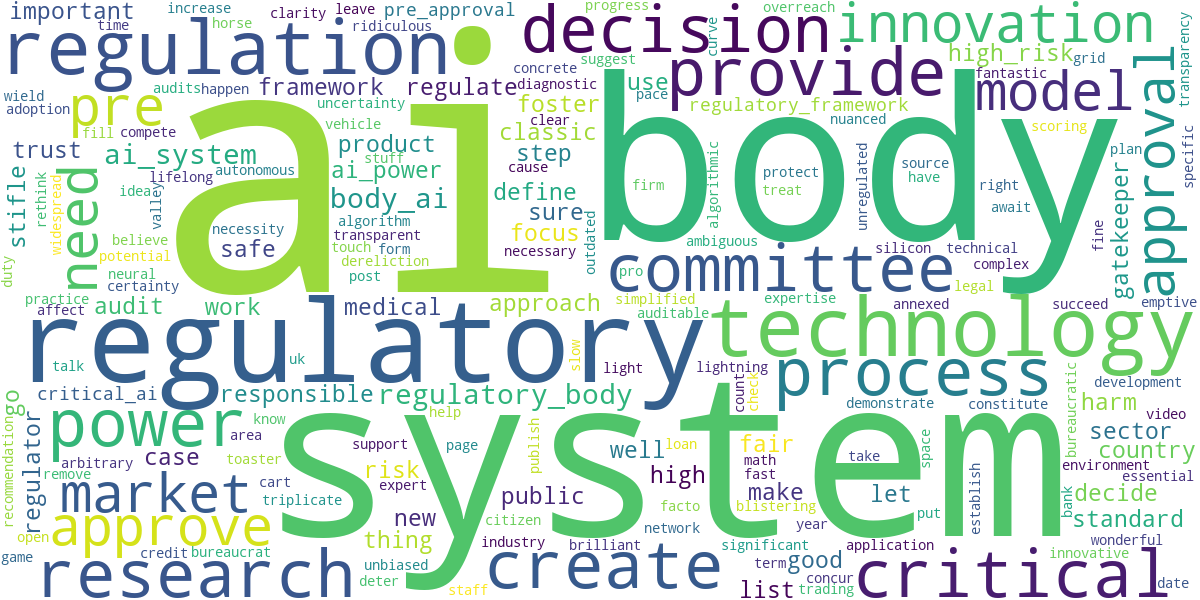 important
increase
horse
clarity
leave
pre_approval
time
ridiculous
regulation
decision
progress
overreach
innovation
curve
suggest
high_risk
grid
transparency
concrete
wield
adoption
audits
happen
framework
regulate
diagnostic
use
pace
provide
fantastic
model
approval
pre
uncertainty
foster
regulatory_framework
nuanced
fill
compete
vehicle
clear
classic
algorithmic
scoring
trust
ai_system
product
step
cause
source
have
plan
specific
stifle
rethink
widespread
idea
lifelong
autonomous
stuff
ai_power
firm
protect
treat
unregulated
right
await
gatekeeper
need
valley
ai
body
body_ai
define
sure
outdated
believe
necessity
algorithm
transparent
touch
form
dereliction
focus
necessary
ambiguous
silicon
technical
complex
fine
potential
safe
neural
certainty
post
pro
committee
legal
duty
practice
affect
audit
work
medical
approach
simplified
auditable
expertise
annexed
succeed
emptive
regulatory
technology
talk
uk
slow
light
lightning
process
critical_ai
responsible
regulatory_body
count
check
demonstrate
constitute
development
bureaucratic
harm
video
go
recommendation
power
know
help
area
support
page
publish
well
loan
fair
take
space
sector
country
regulator
arbitrary
case
toaster
remove
risk
expert
math
fast
environment
essential
market
cart
triplicate
public
high
make
blistering
let
put
establish
bank
decide
system
new
citizen
facto
network
year
standard
approve
open
thing
industry
brilliant
significant
application
wonderful
game
credit
bureaucrat
unbiased
deter
term
good
concur
innovative
research
staff
create
list
trading
critical
date